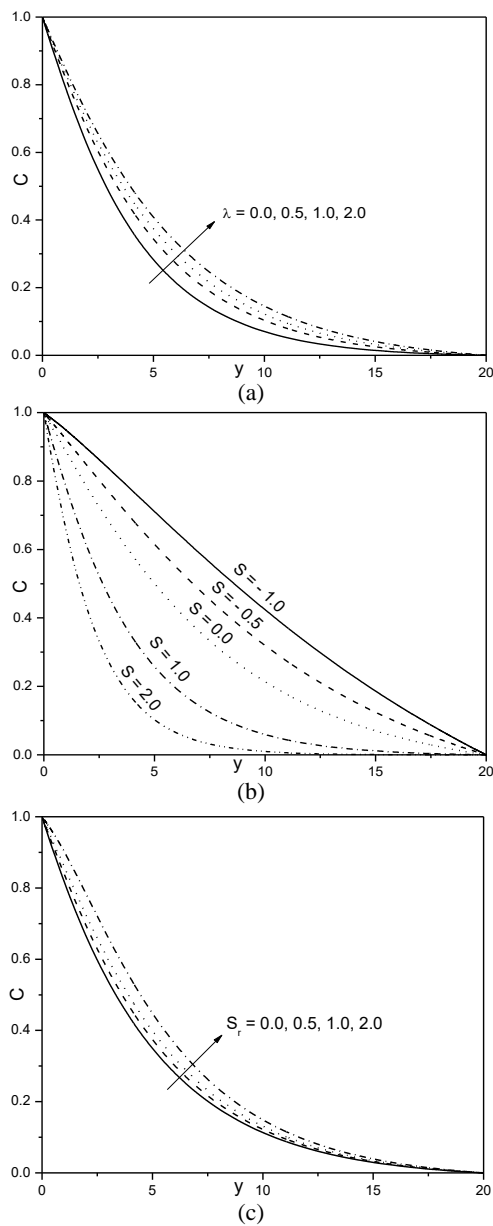 1.0
0.8
0.6
C
λ = 0.0, 0.5, 1.0, 2.0
0.4
0.2
0.0
0 5 10 15 20
y
(a)
1.0
0.8
0.6
C
S = - 1.0
S = - 0.5
S = 0.0
0.4
S = 1.0
0.2
S = 2.0
0.0
0 5 10 15 20
y
(b)
1.0
0.8
0.6
C
Sr = 0.0, 0.5, 1.0, 2.0
0.4
0.2
0.0
0 5 10 15 20
y
(c)